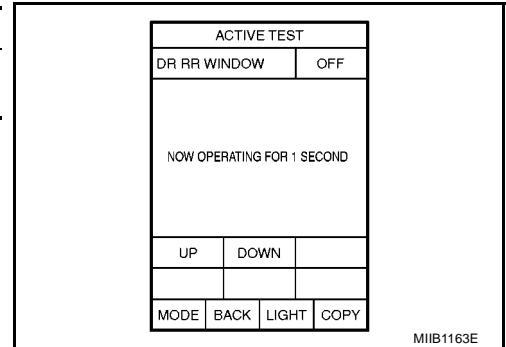 ACTIVE TEST
DR RR WINDOW OFF
NOW OPERATING FOR 1 SECOND
UP DOWN
MODE BACK LIGHT COPY
MIIB1163E